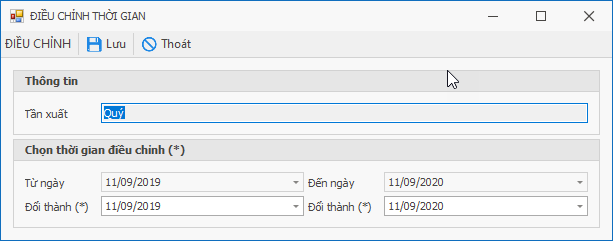 ĐIỀU CHỈNH THỜI GIAN
ĐIỀU CHỈNH Lưu Thoát
Thông tin
Tần xuất Quý
Chọn thời gian điều chỉnh (*)
Từ ngày 11/09/2019 Đến ngày 11/09/2020
Đổi thành (*) 11/09/2019 Đổi thành (*) 11/09/2020